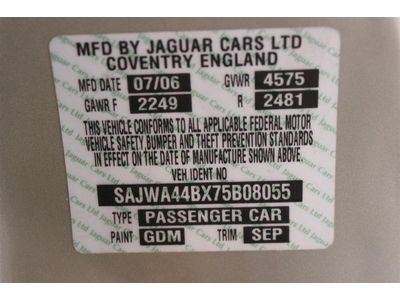 MFD BY JAGUAR CARS LTD
COVENTRY ENGLAND
MFD DATE 07/06 GVWR 4575
GAWR F 2249 R 2481
THIS VEHICLE CONFORMS TO ALL APPLICABLE FEDERAL MOTOR
VEHICLE SAFETY, BUMPER AND THEFT PREVENTION STANDARDS
IN EFFECT ON THE DATE OF MANUFACTURE SHOWN ABOVE.
VEH. IDENT NO
SAJWA44BX75B08055
TYPE PASSENGER CAR
PAINT GDM TRIM SEP